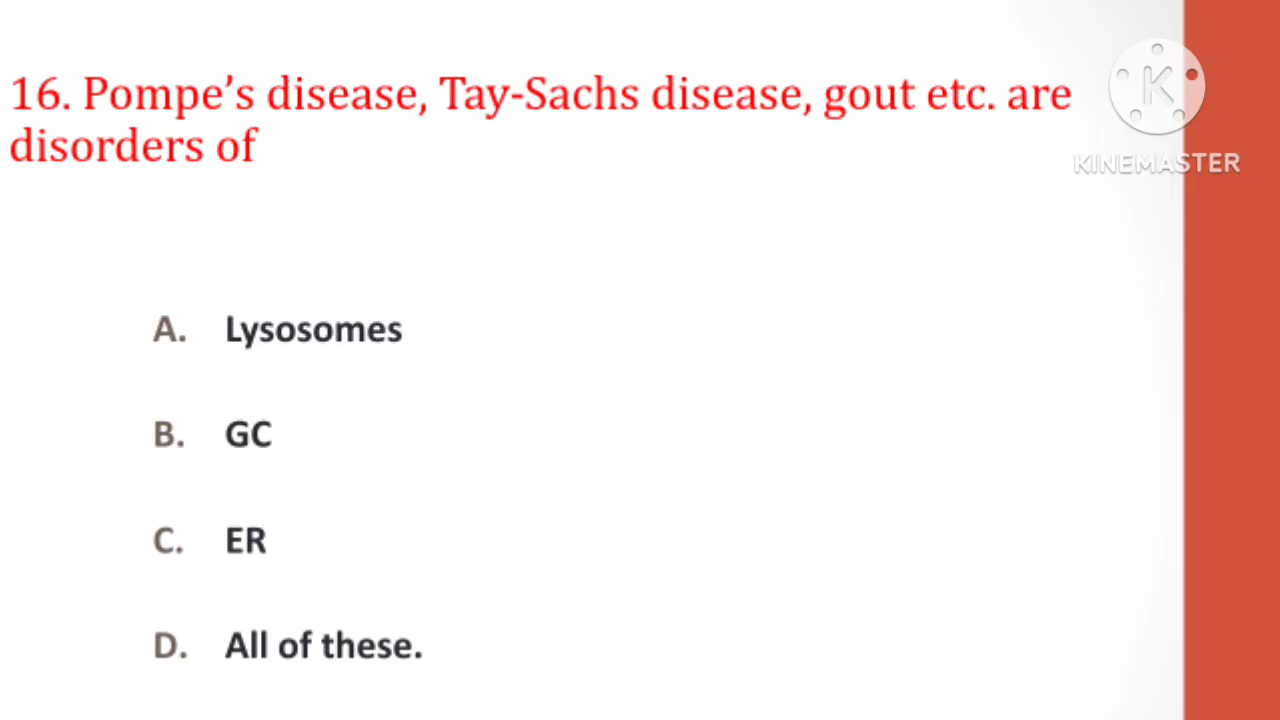 16. Pompe’s disease, Tay-Sachs disease, gout etc. are
disorders of
K
KINEMASTER
A. Lysosomes
B. GC
C. ER
D. All of these.